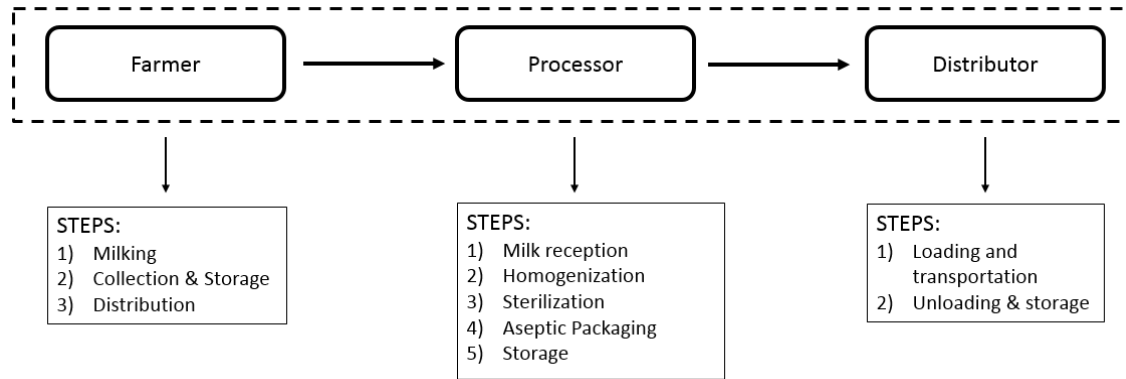 Farmer
Processor
Distributor
STEPS:
1) Milking
2) Collection & Storage
3) Distribution
STEPS:
1) Milk reception
2) Homogenization
3) Sterilization
4) Aseptic Packaging
5) Storage
STEPS:
1) Loading and
transportation
2) Unloading & storage